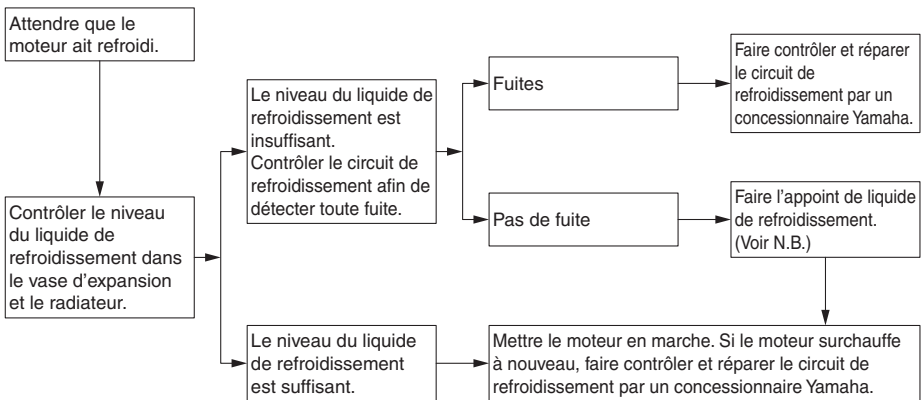 Attendre que le
moteur ait refroidi.
Contrôler le niveau
du liquide de
refroidissement dans
le vase d’expansion
et le radiateur.
Le niveau du liquide de
refroidissement est
insuffisant.
Contrôler le circuit de
refroidissement afin de
détecter toute fuite.
Fuites
Faire contrôler et réparer
le circuit de
refroidissement par un
concessionnaire Yamaha.
Pas de fuite
Faire l’appoint de liquide
de refroidissement.
(Voir N.B.)
Le niveau du liquide
de refroidissement
est suffisant.
Mettre le moteur en marche. Si le moteur surchauffe
à nouveau, faire contrôler et réparer le circuit de
refroidissement par un concessionnaire Yamaha.